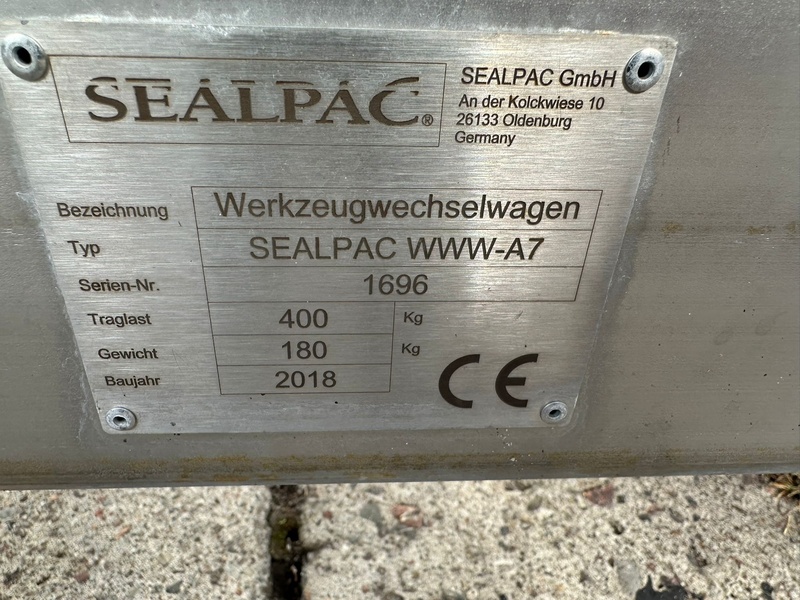 SEALPAC®
SEALPAC GmbH
An der Kolckwiese 10
26133 Oldenburg
Germany
Bezeichnung Werkzeugwechselwagen
Typ SEALPAC WWW-A7
Serien-Nr. 1696
Traglast 400 Kg
Gewicht 180 Kg
Baujahr 2018
CE